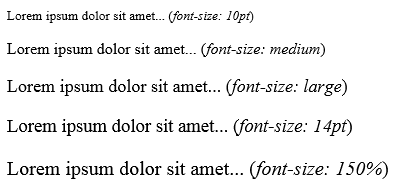 Lorem ipsum dolor sit amet... (font-size: 10pt)
Lorem ipsum dolor sit amet... (font-size: medium)
Lorem ipsum dolor sit amet... (font-size: large)
Lorem ipsum dolor sit amet... (font-size: 14pt)
Lorem ipsum dolor sit amet... (font-size: 150%)